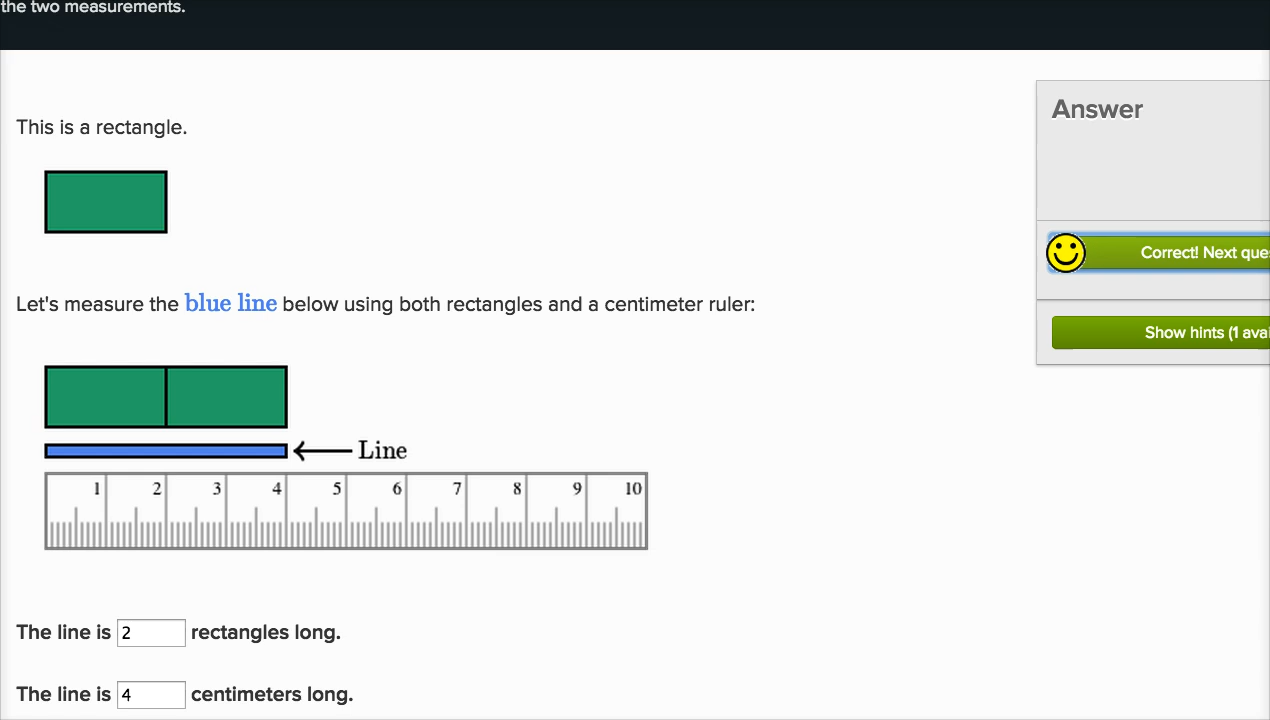 the two measurements.
This is a rectangle.
Answer
Correct! Next que
Show hints (1 avai
Let's measure the blue line below using both rectangles and a centimeter ruler:
Line
1 2 3 4 5 6 7 8 9 10
The line is 2 rectangles long.
The line is 4 centimeters long.